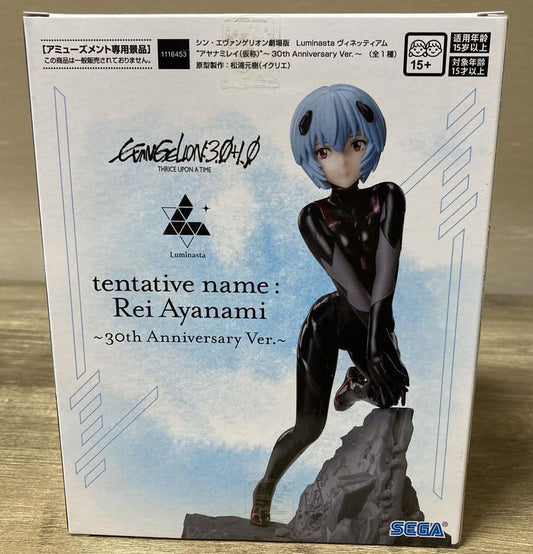 【アミューズメント専用景品】
この商品は一般販売されておりません。
1116453
シン・エヴァンゲリオン劇場版　Luminasta ヴィネッティアム
"アヤナミレイ(仮称)"～30th Anniversary Ver.～　(全1種)
原型製作：松浦元樹(イクリエ)
15+
适用年龄
15岁以上
対象年齢
15才以上
EVANGELION:3.0+1.0
THRICE UPON A TIME
Luminasta
tentative name :
Rei Ayanami
~30th Anniversary Ver.~
SEGA